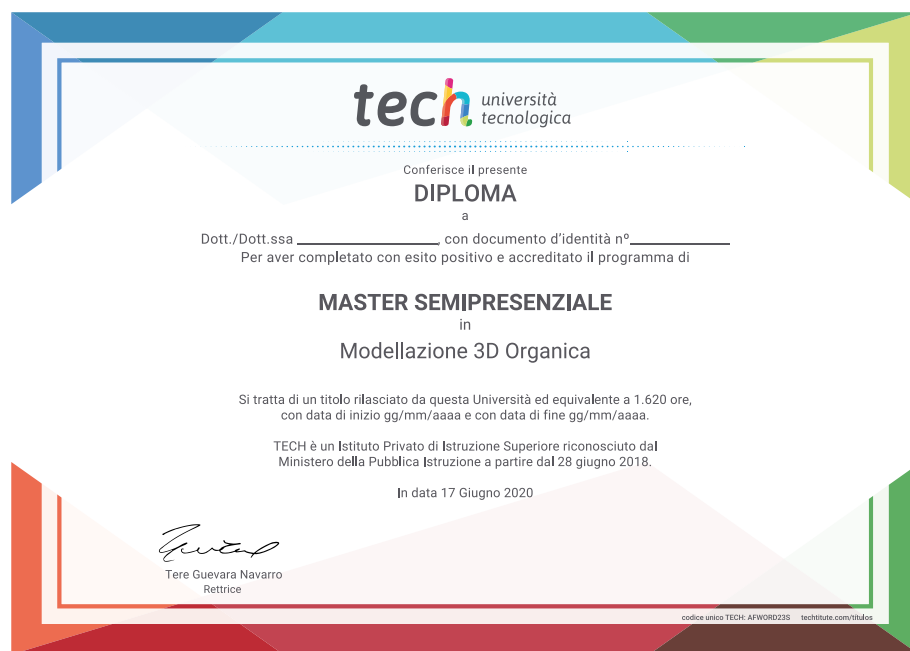 tech università
tecnologica
Conferisce il presente
DIPLOMA
a
Dott./Dott.ssa ____________________, con documento d'identità nº______________
Per aver completato con esito positivo e accreditato il programma di
MASTER SEMIPRESENZIALE
in
Modellazione 3D Organica
Si tratta di un titolo rilasciato da questa Università ed equivalente a 1.620 ore,
con data di inizio gg/mm/aaaa e con data di fine gg/mm/aaaa.
TECH è un Istituto Privato di Istruzione Superiore riconosciuto dal
Ministero della Pubblica Istruzione a partire dal 28 giugno 2018.
In data 17 Giugno 2020
Tere Guevara Navarro
Rettrice
codice unico TECH: AFWORD23S techtitute.com/titulos